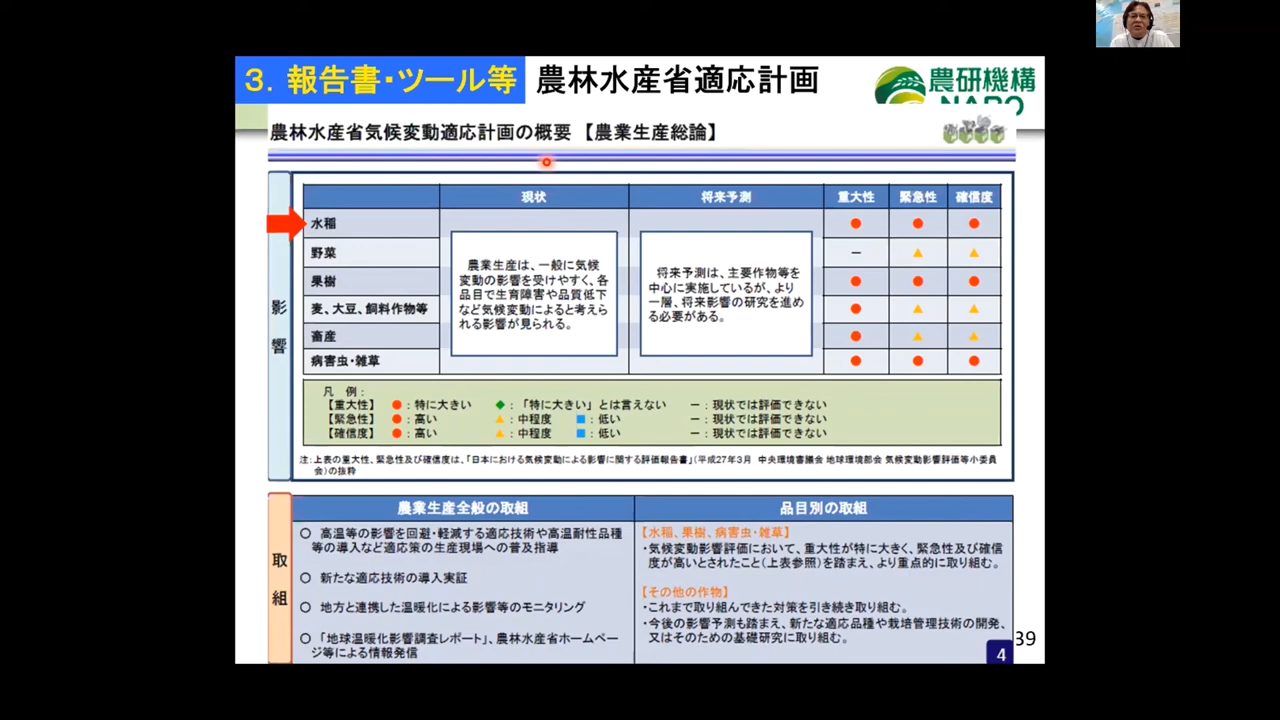 3. 報告書・ツール等 農林水産省適応計画
農研機構
NARO
農林水産省気候変動適応計画の概要 【農業生産総論】
影響
現状 将来予測 重大性 緊急性 確信度
水稲 ● ● ●
野菜 － ▲ ▲
果樹 ● ● ●
麦、大豆、飼料作物等 ● ▲ ▲
畜産 ● ▲ ▲
病害虫・雑草 ● ● ●
農業生産は、一般に気候
変動の影響を受けやすく、各
品目で生育障害や品質低下
など気候変動によると考えら
れる影響が見られる。
将来予測は、主要作物等を
中心に実施しているが、より
一層、将来影響の研究を進め
る必要がある。
凡 例：
【重大性】 ●：特に大きい ◆：「特に大きい」とは言えない －：現状では評価できない
【緊急性】 ●：高い ▲：中程度 ■：低い －：現状では評価できない
【確信度】 ●：高い ▲：中程度 ■：低い －：現状では評価できない
注：上表の重大性、緊急性及び確信度は、「日本における気候変動による影響に関する評価報告書」（平成27年3月 中央環境審議会 地球環境部会 気候変動影響評価等小委員
会）の抜粋
取組
農業生産全般の取組
○ 高温等の影響を回避・軽減する適応技術や高温耐性品種
等の導入など適応策の生産現場への普及指導
○ 新たな適応技術の導入実証
○ 地方と連携した温暖化による影響等のモニタリング
○ 「地球温暖化影響調査レポート」、農林水産省ホームペー
ジ等による情報発信
品目別の取組
【水稲、果樹、病害虫・雑草】
・気候変動影響評価において、重大性が特に大きく、緊急性及び確信
度が高いとされたこと（上表参照）を踏まえ、より重点的に取り組む。
【その他の作物】
・これまで取り組んできた対策を引き続き取り組む。
・今後の影響予測も踏まえ、新たな適応品種や栽培管理技術の開発、
又はそのための基礎研究に取り組む。
4
39